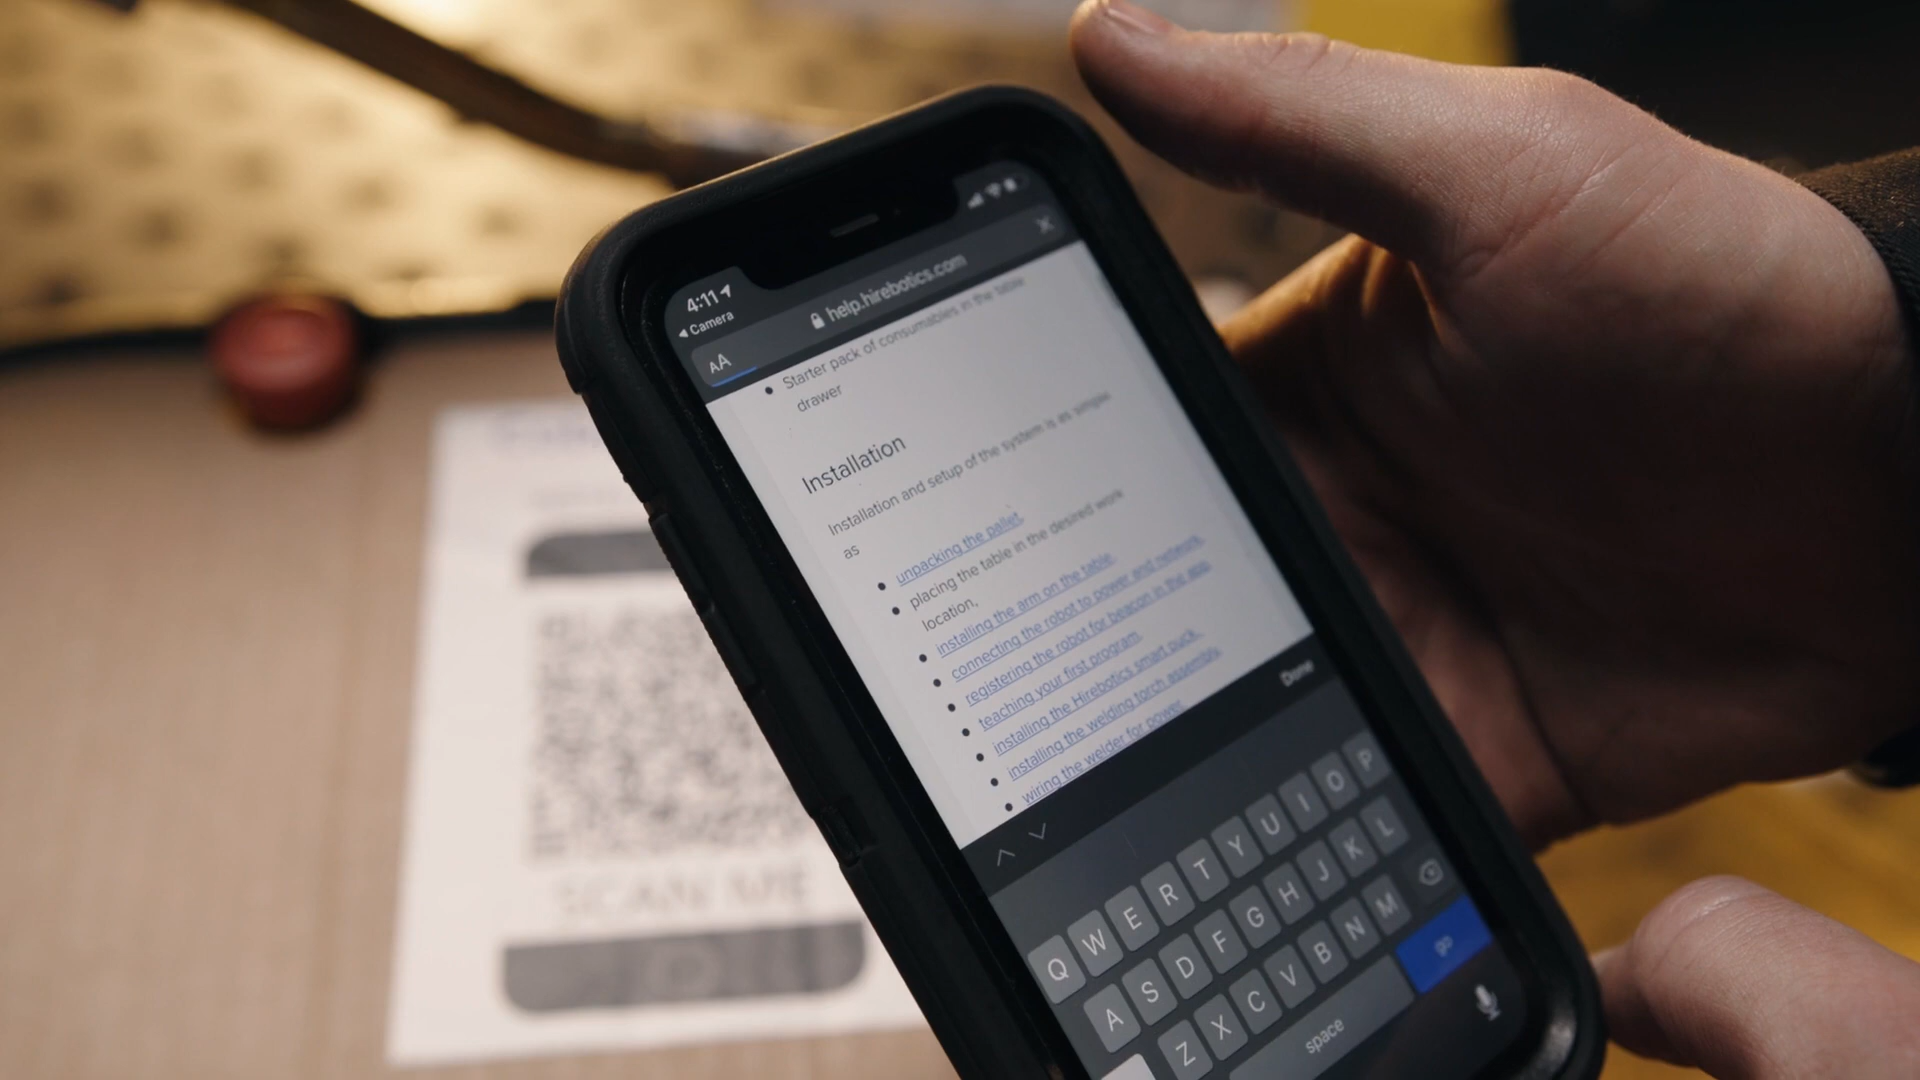 4:11
Camera
AA
help.hirebotics.com
Starter pack of consumables in the table
drawer
Installation
Installation and setup of the system is as simple
as
unpacking the pallet,
placing the table in the desired work
location,
installing the arm on the table,
connecting the robot to power and network,
registering the robot for beacon in the app
teaching your first program,
installing the Hirebotics smart puck,
installing the welding torch assembly,
wiring the welder for power,
Done
Q W E R T Y U I O P
A S D F G H J K L
Z X C V B N M
space
go
SCAN ME